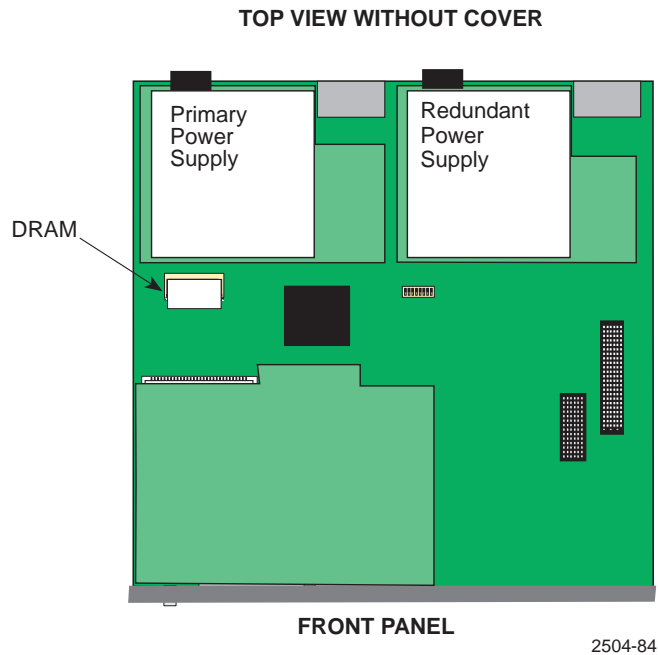 TOP VIEW WITHOUT COVER
Primary
Power
Supply
Redundant
Power
Supply
DRAM
FRONT PANEL
2504-84